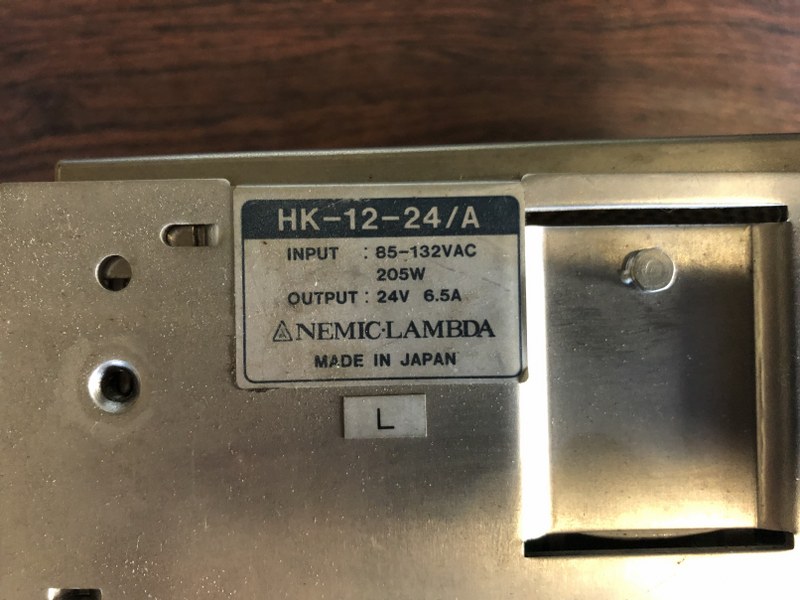 HK-12-24/A
INPUT : 85-132VAC
205W
OUTPUT : 24V 6.5A
NEMIC-LAMBDA
MADE IN JAPAN
L